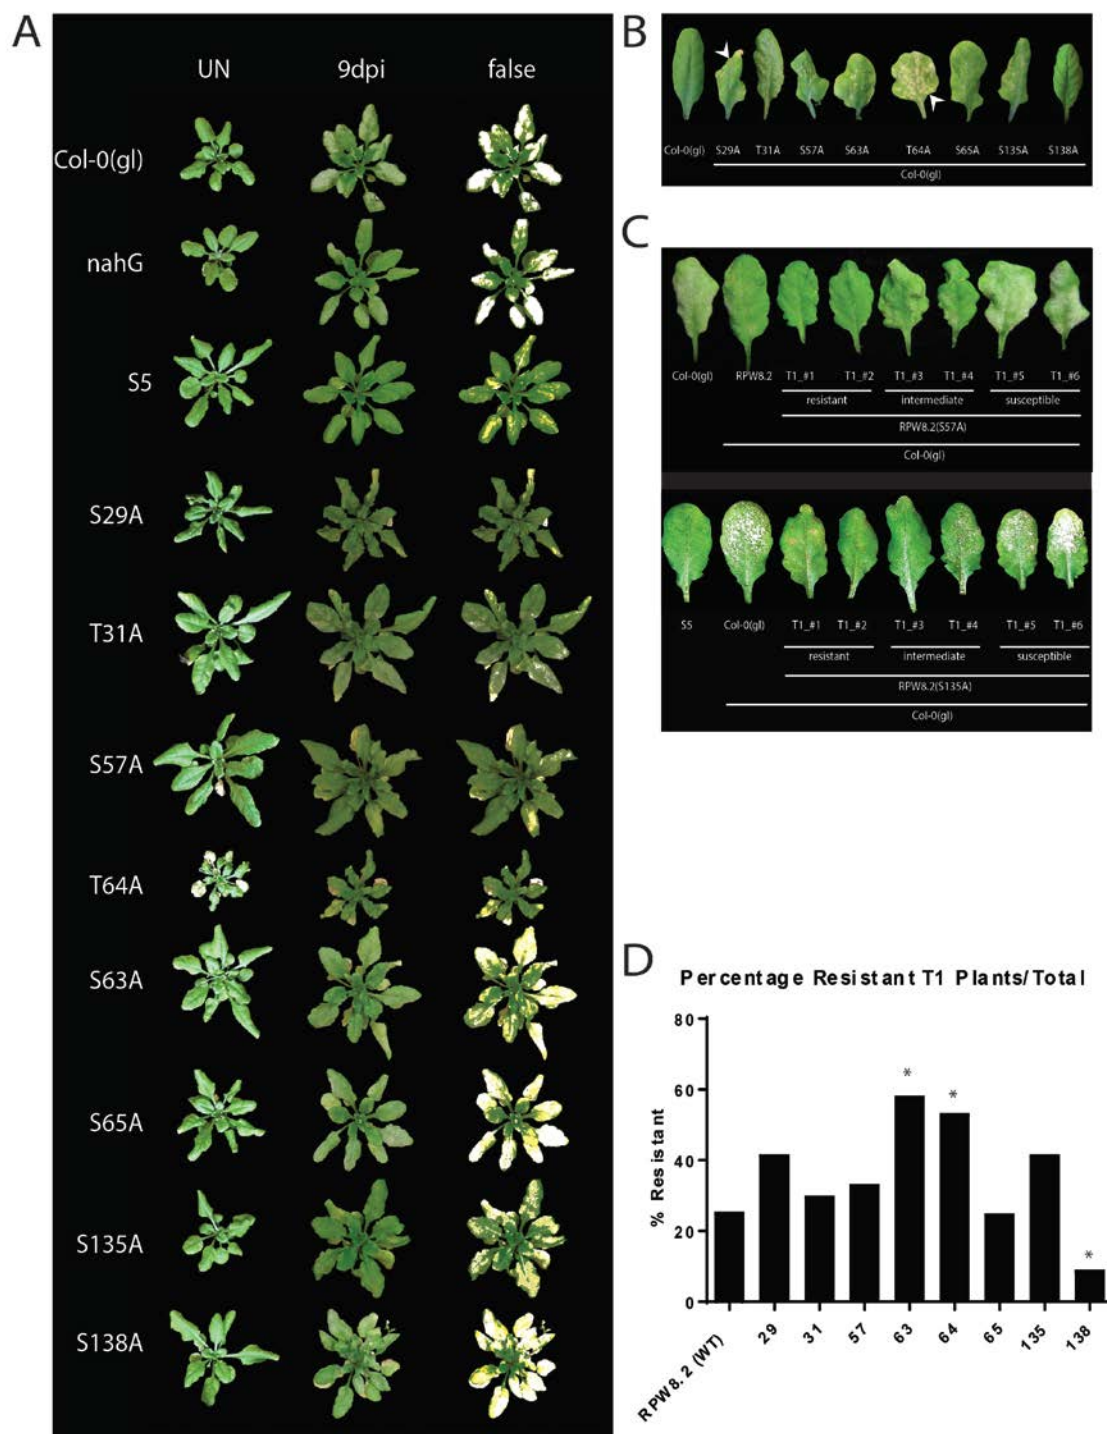 A
UN 9dpi false
Col-0(gl)
nahG
S5
S29A
T31A
S57A
T64A
S63A
S65A
S135A
S138A
B
Col-0(gl) S29A T31A S57A S63A T64A S65A S135A S138A
Col-0(gl)
C
Col-0(gl) RPW8.2 T1_#1 T1_#2 T1_#3 T1_#4 T1_#5 T1_#6
resistant intermediate susceptible
RPW8.2(S57A)
Col-0(gl)
S5 Col-0(gl) T1_#1 T1_#2 T1_#3 T1_#4 T1_#5 T1_#6
resistant intermediate susceptible
RPW8.2(S135A)
Col-0(gl)
D
Percentage Resistant T1 Plants/Total
% Resistant
80
60
40
20
0
* * *
RPW8.2 (WT) 29 31 57 63 64 65 135 138